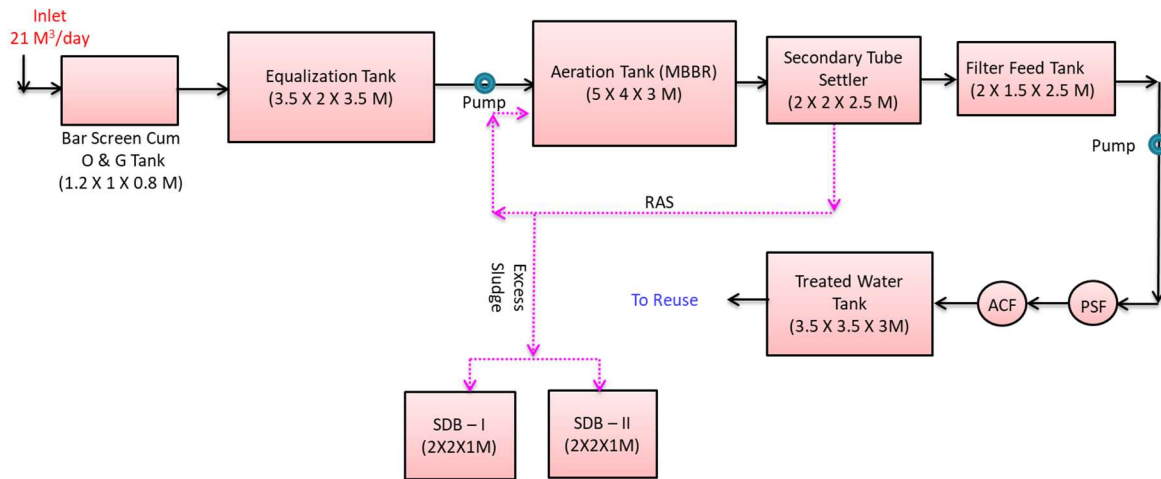 Inlet
21 M³/day
Bar Screen Cum
O & G Tank
(1.2 X 1 X 0.8 M)
Equalization Tank
(3.5 X 2 X 3.5 M)
Pump
Aeration Tank (MBBR)
(5 X 4 X 3 M)
Secondary Tube
Settler
(2 X 2 X 2.5 M)
Filter Feed Tank
(2 X 1.5 X 2.5 M)
Pump
RAS
Excess
Sludge
To Reuse
Treated Water
Tank
(3.5 X 3.5 X 3M)
ACF
PSF
SDB – I
(2X2X1M)
SDB – II
(2X2X1M)